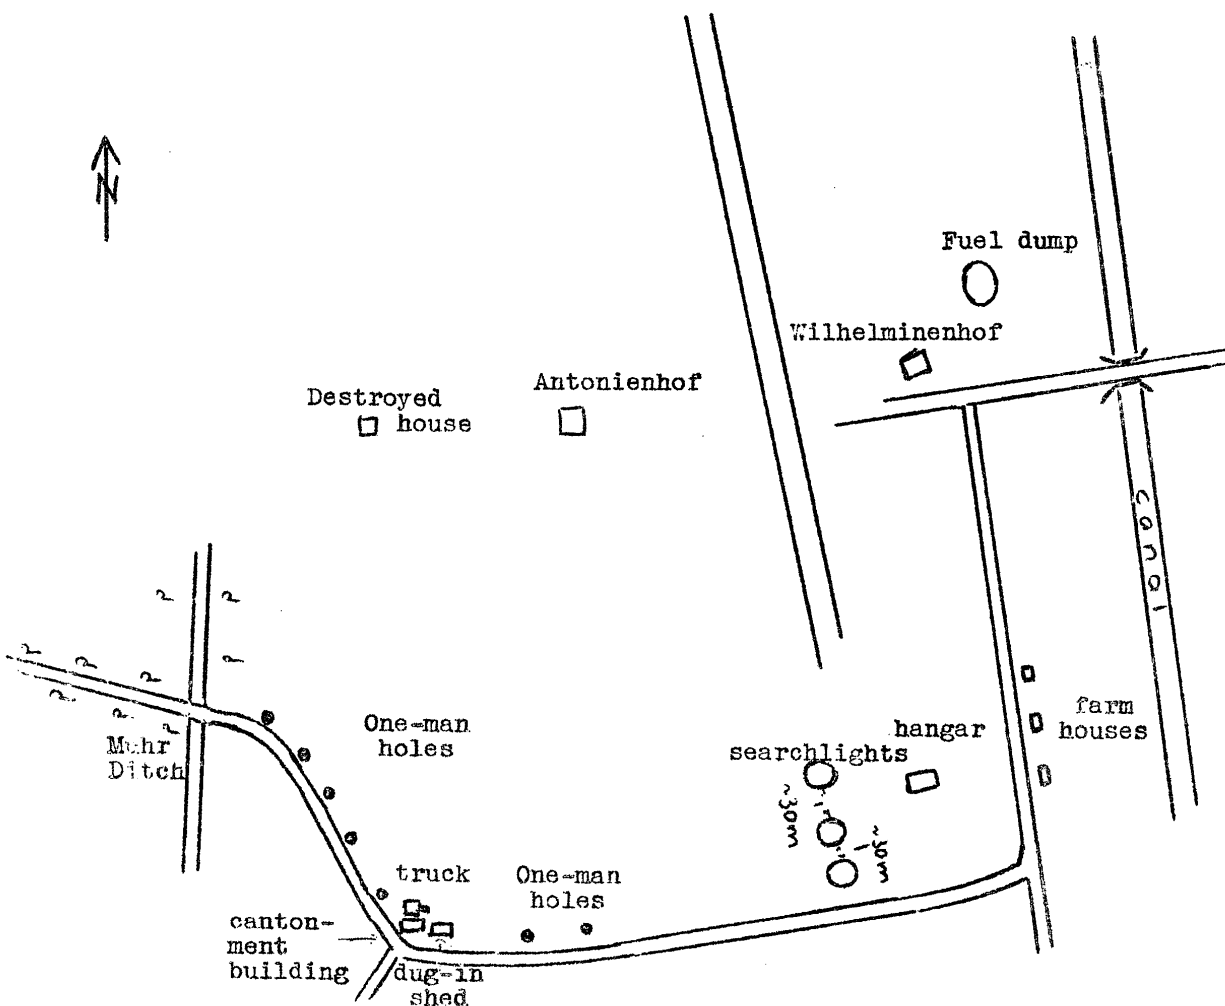 N
Fuel dump
Wilhelminenhof
Antonienhof
Destroyed
house
canal
One-man
holes
Muhr
Ditch
farm
houses
hangar
searchlights
~30m
~30m
truck
One-man
holes
canton-
ment
building
dug-in
shed